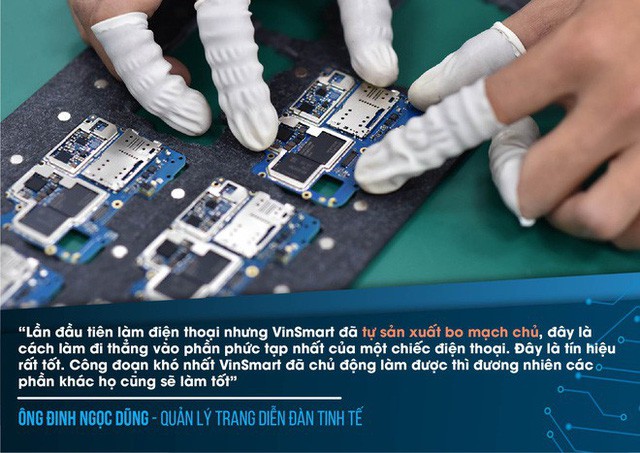 “Lần đầu tiên làm điện thoại nhưng VinSmart đã tự sản xuất bo mạch chủ, đây là
cách làm đi thẳng vào phần phức tạp nhất của một chiếc điện thoại. Đây là tín hiệu
rất tốt. Công đoạn khó nhất VinSmart đã chủ động làm được thì đương nhiên các
phần khác họ cũng sẽ làm tốt”
ÔNG ĐINH NGỌC DŨNG - QUẢN LÝ TRANG DIỄN ĐÀN TINH TẾ